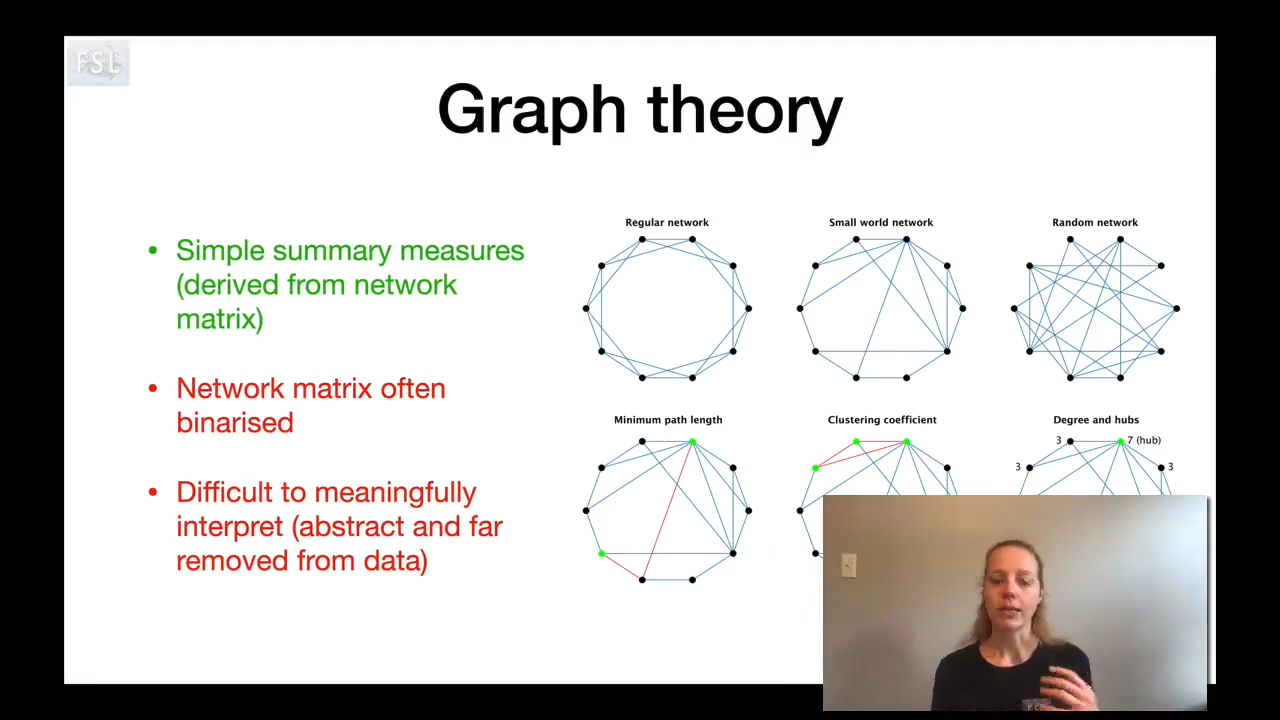 FSL
Graph theory
• Simple summary measures
(derived from network
matrix)
• Network matrix often
binarised
• Difficult to meaningfully
interpret (abstract and far
removed from data)
Regular network
Small world network
Random network
Minimum path length
Clustering coefficient
Degree and hubs
3
7 (hub)
3
3
FSL